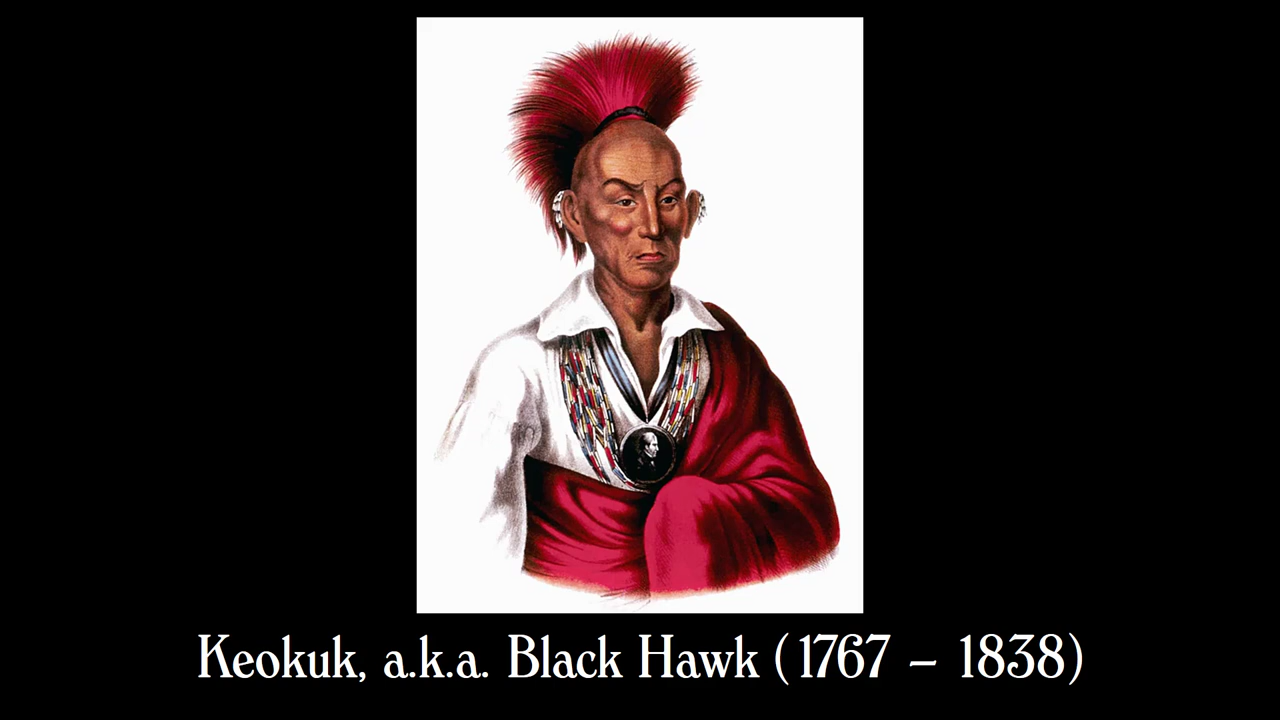 Keokuk, a.k.a. Black Hawk (1767 – 1838)